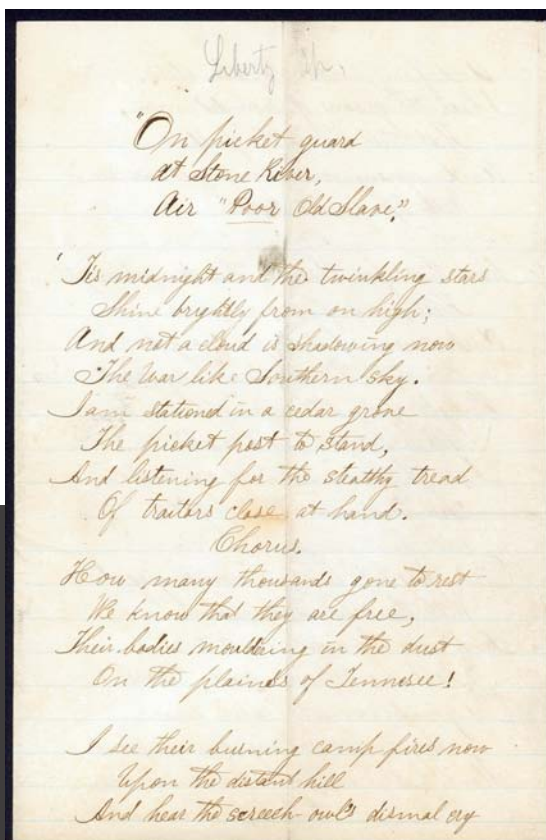 Liberty
"On picket guard
at Stone River,
Air "Poor Old Slave."
'Tis midnight and the twinkling stars
Shine brightly from on high;
And not a cloud is shadowing now
The War like Southern sky.
I am stationed in a cedar grove
The picket post to stand,
And listening for the stealthy tread
Of traitors close at hand.
Chorus.
How many thousands gone to rest
We know that they are free,
Their bodies mouldering in the dust
On the plaines of Tennesee!
I see their burning camp fires now
Upon the distant hill
And hear the screech-owl's dismal cry